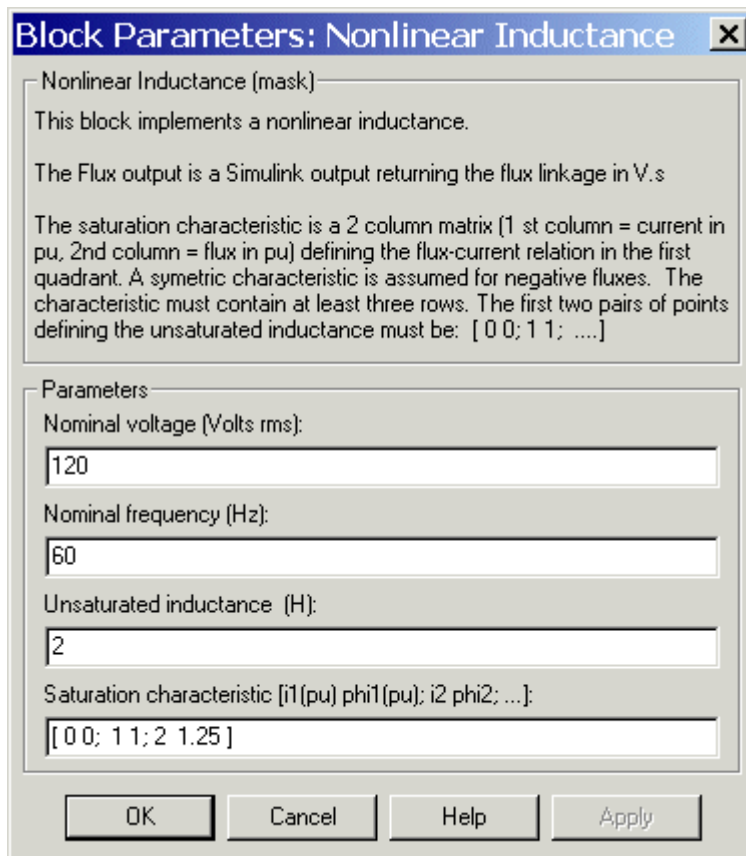 Block Parameters: Nonlinear Inductance
Nonlinear Inductance (mask)
This block implements a nonlinear inductance.
The Flux output is a Simulink output returning the flux linkage in V.s
The saturation characteristic is a 2 column matrix (1 st column = current in
pu, 2nd column = flux in pu) defining the flux-current relation in the first
quadrant. A symetric characteristic is assumed for negative fluxes.  The
characteristic must contain at least three rows. The first two pairs of points
defining the unsaturated inductance must be:  [ 0 0; 1 1;  ....]
Parameters
Nominal voltage (Volts rms):
120
Nominal frequency (Hz):
60
Unsaturated inductance  (H):
2
Saturation characteristic [i1(pu) phi1(pu); i2 phi2; ...]:
[ 0 0;  1 1; 2  1.25 ]
OK Cancel Help Apply